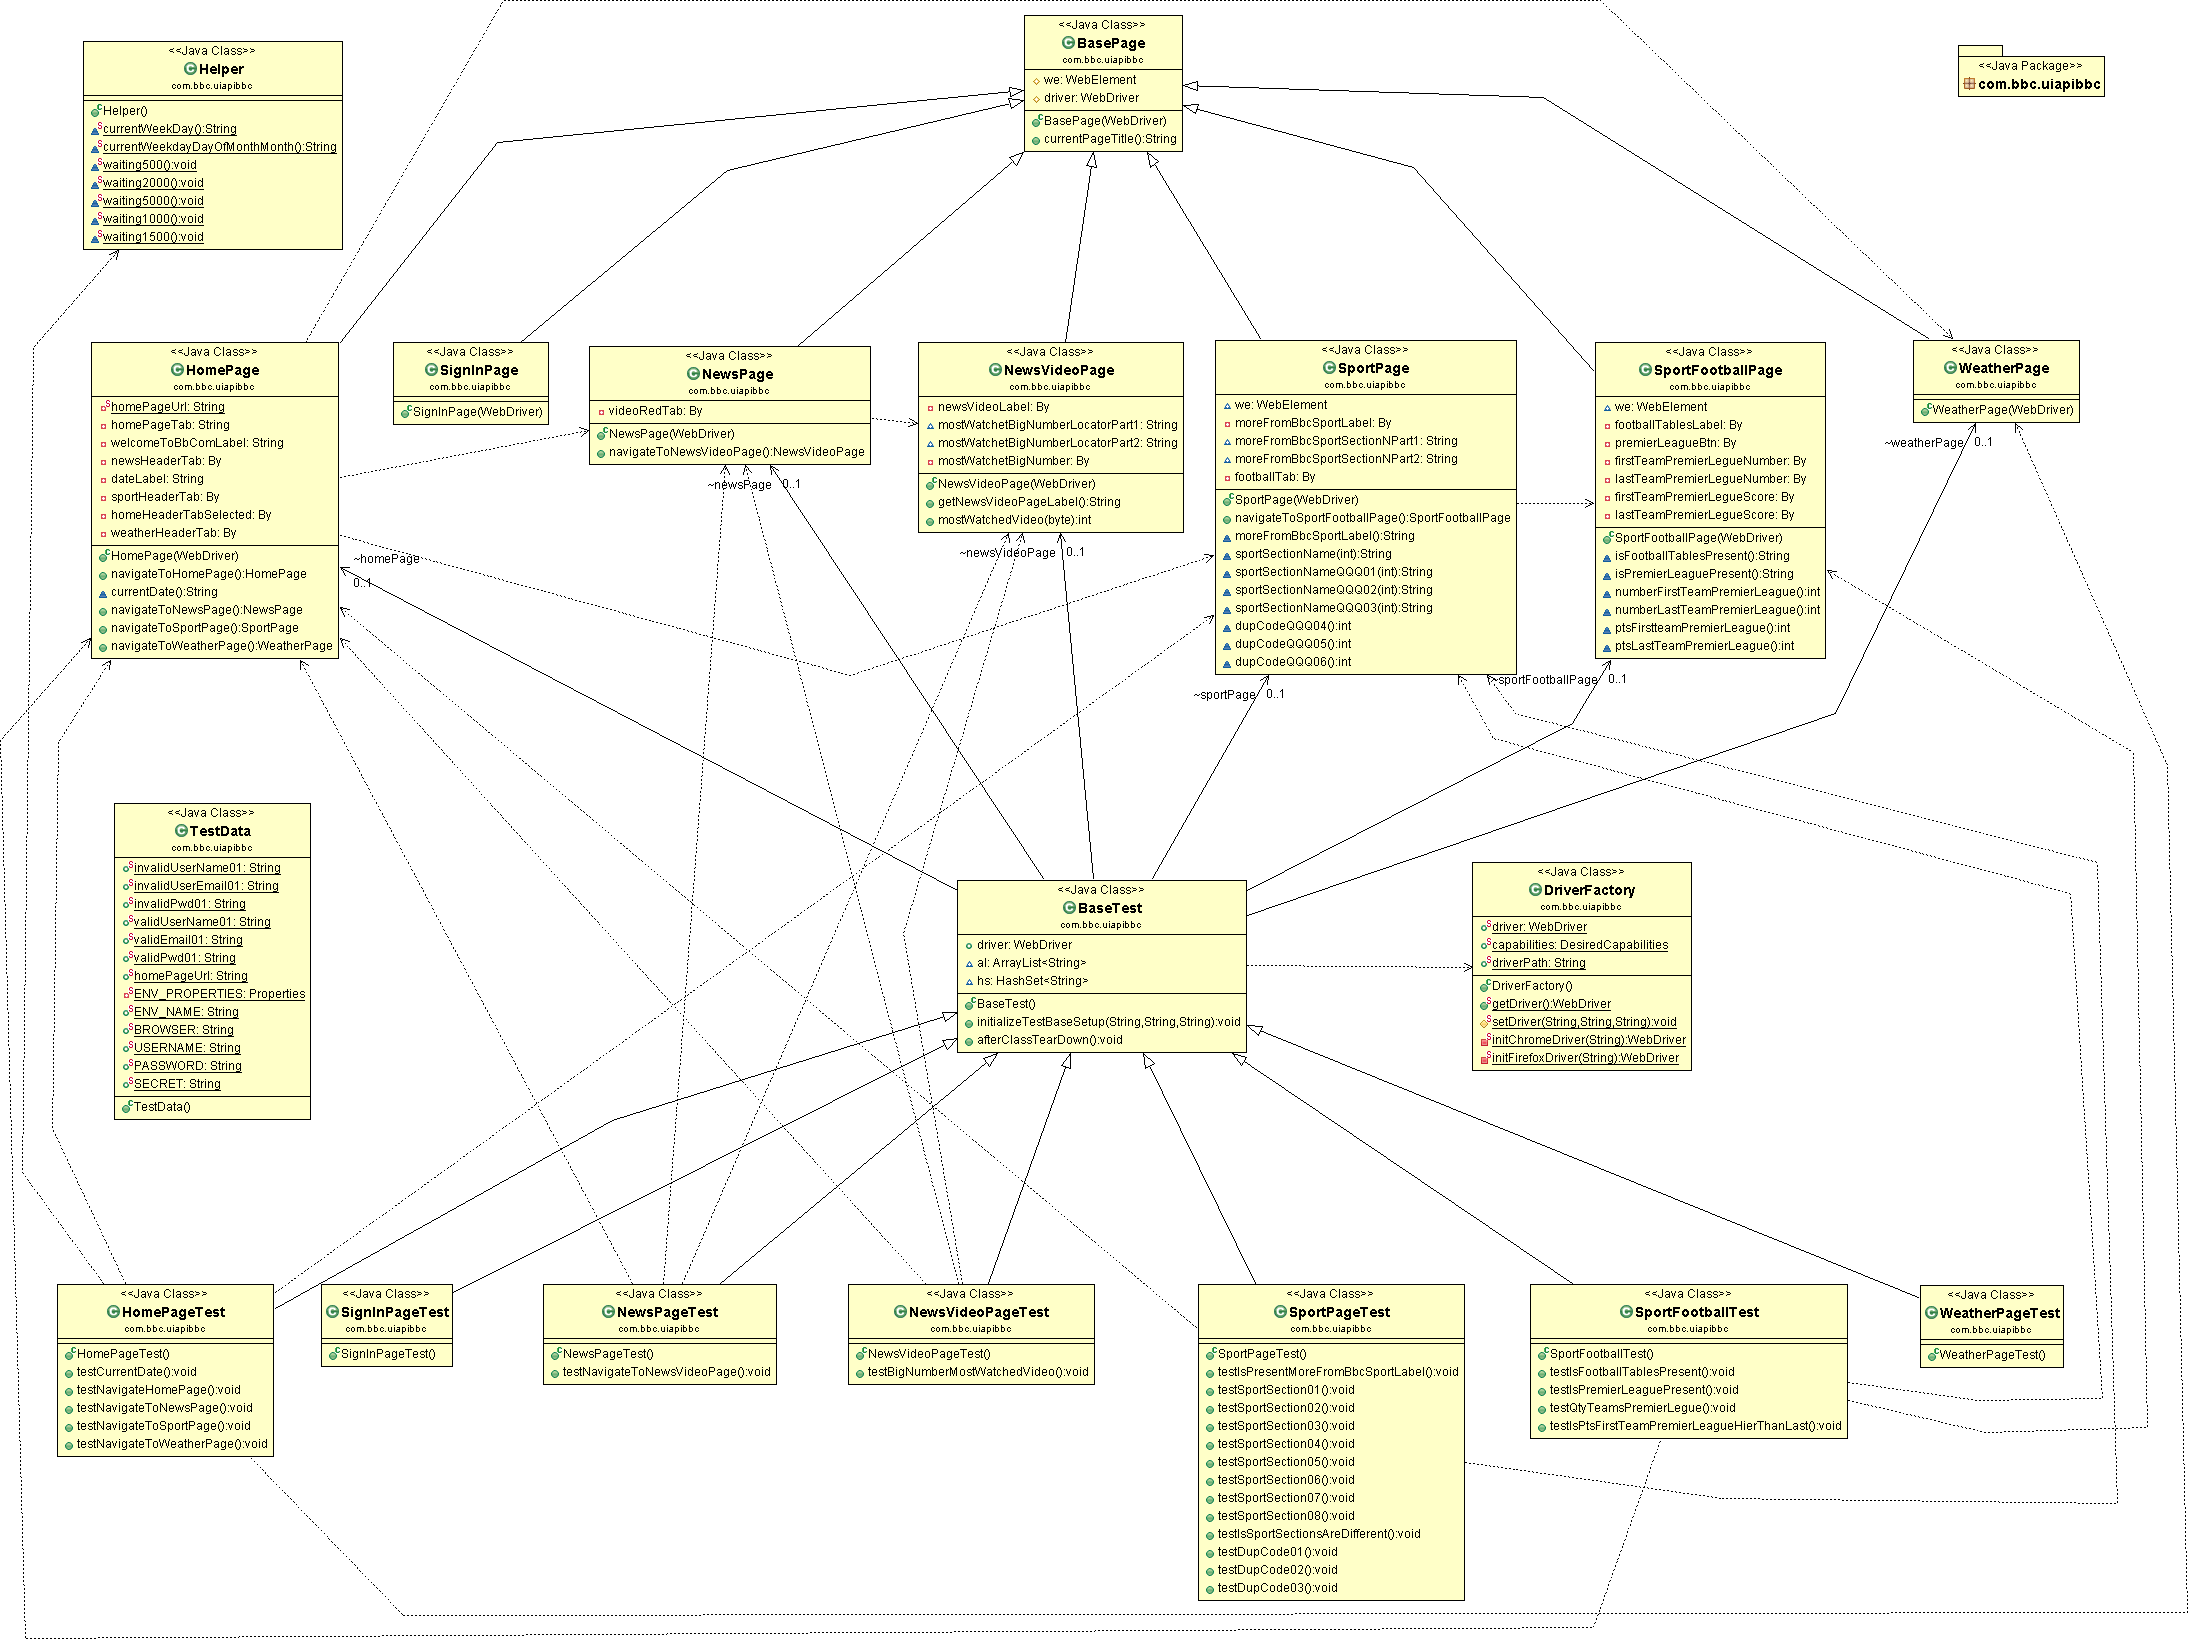 <<Java Class>>
BasePage
com.bbc.uiapibbc
we: WebElement
driver: WebDriver
BasePage(WebDriver)
currentPageTitle():String
<<Java Class>>
Helper
com.bbc.uiapibbc
Helper()
currentWeekDay():String
currentWeekdayDayOfMonthMonth():String
waiting500():void
waiting2000():void
waiting5000():void
waiting1000():void
waiting1500():void
<<Java Package>>
com.bbc.uiapibbc
<<Java Class>>
HomePage
com.bbc.uiapibbc
homePageUrl: String
homePageTab: String
welcomeToBbComLabel: String
newsHeaderTab: By
dateLabel: String
sportHeaderTab: By
homeHeaderTabSelected: By
weatherHeaderTab: By
HomePage(WebDriver)
navigateToHomePage():HomePage
currentDate():String
navigateToNewsPage():NewsPage
navigateToSportPage():SportPage
navigateToWeatherPage():WeatherPage
<<Java Class>>
SignInPage
com.bbc.uiapibbc
SignInPage(WebDriver)
<<Java Class>>
NewsPage
com.bbc.uiapibbc
videoRedTab: By
NewsPage(WebDriver)
navigateToNewsVideoPage():NewsVideoPage
<<Java Class>>
NewsVideoPage
com.bbc.uiapibbc
newsVideoLabel: By
mostWatchetBigNumberLocatorPart1: String
mostWatchetBigNumberLocatorPart2: String
mostWatchetBigNumber: By
NewsVideoPage(WebDriver)
getNewsVideoPageLabel():String
mostWatchedVideo(byte):int
<<Java Class>>
SportPage
com.bbc.uiapibbc
we: WebElement
moreFromBbcSportLabel: By
moreFromBbcSportSectionNPart1: String
moreFromBbcSportSectionNPart2: String
footballTab: By
SportPage(WebDriver)
navigateToSportFootballPage():SportFootballPage
moreFromBbcSportLabel():String
sportSectionName(int):String
sportSectionNameQQQ01(int):String
sportSectionNameQQQ02(int):String
sportSectionNameQQQ03(int):String
dupCodeQQQ04():int
dupCodeQQQ05():int
dupCodeQQQ06():int
<<Java Class>>
SportFootballPage
com.bbc.uiapibbc
we: WebElement
footballTablesLabel: By
premierLeagueBtn: By
firstTeamPremierLegueNumber: By
lastTeamPremierLegueNumber: By
firstTeamPremierLegueScore: By
lastTeamPremierLegueScore: By
SportFootballPage(WebDriver)
isFootballTablesPresent():String
isPremierLeaguePresent():String
numberFirstTeamPremierLeague():int
numberLastTeamPremierLeague():int
ptsFirstteamPremierLeague():int
ptsLastTeamPremierLeague():int
<<Java Class>>
WeatherPage
com.bbc.uiapibbc
WeatherPage(WebDriver)
~weatherPage 0..1
~newsPage 0..1
~newsVideoPage 0..1
~homePage
0..1
~sportPage 0..1
~sportFootballPage 0..1
<<Java Class>>
TestData
com.bbc.uiapibbc
invalidUserName01: String
invalidUserEmail01: String
invalidPwd01: String
validUserName01: String
validEmail01: String
validPwd01: String
homePageUrl: String
ENV_PROPERTIES: Properties
ENV_NAME: String
BROWSER: String
USERNAME: String
PASSWORD: String
SECRET: String
TestData()
<<Java Class>>
BaseTest
com.bbc.uiapibbc
driver: WebDriver
al: ArrayList<String>
hs: HashSet<String>
BaseTest()
initializeTestBaseSetup(String,String,String):void
afterClassTearDown():void
<<Java Class>>
DriverFactory
com.bbc.uiapibbc
driver: WebDriver
capabilities: DesiredCapabilities
driverPath: String
DriverFactory()
getDriver():WebDriver
setDriver(String,String,String):void
initChromeDriver(String):WebDriver
initFirefoxDriver(String):WebDriver
<<Java Class>>
HomePageTest
com.bbc.uiapibbc
HomePageTest()
testCurrentDate():void
testNavigateHomePage():void
testNavigateToNewsPage():void
testNavigateToSportPage():void
testNavigateToWeatherPage():void
<<Java Class>>
SignInPageTest
com.bbc.uiapibbc
SignInPageTest()
<<Java Class>>
NewsPageTest
com.bbc.uiapibbc
NewsPageTest()
testNavigateToNewsVideoPage():void
<<Java Class>>
NewsVideoPageTest
com.bbc.uiapibbc
NewsVideoPageTest()
testBigNumberMostWatchedVideo():void
<<Java Class>>
SportPageTest
com.bbc.uiapibbc
SportPageTest()
testIsPresentMoreFromBbcSportLabel():void
testSportSection01():void
testSportSection02():void
testSportSection03():void
testSportSection04():void
testSportSection05():void
testSportSection06():void
testSportSection07():void
testSportSection08():void
testIsSportSectionsAreDifferent():void
testDupCode01():void
testDupCode02():void
testDupCode03():void
<<Java Class>>
SportFootballTest
com.bbc.uiapibbc
SportFootballTest()
testIsFootballTablesPresent():void
testIsPremierLeaguePresent():void
testQtyTeamsPremierLegue():void
testIsPtsFirstTeamPremierLeagueHierThanLast():void
<<Java Class>>
WeatherPageTest
com.bbc.uiapibbc
WeatherPageTest()